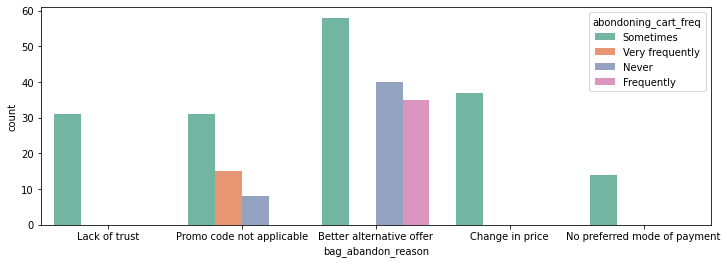 abondoning_cart_freq
Sometimes
Very frequently
Never
Frequently
count
60
50
40
30
20
10
0
Lack of trust
Promo code not applicable
Better alternative offer
Change in price
No preferred mode of payment
bag_abandon_reason